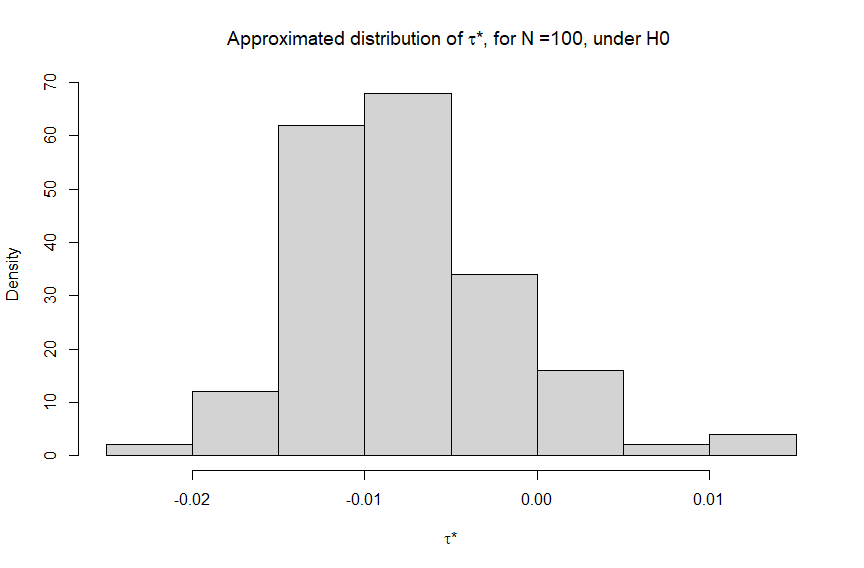 Approximated distribution of τ*, for N =100, under H0
Density
70
60
50
40
30
20
10
0
-0.02 -0.01 0.00 0.01
τ*